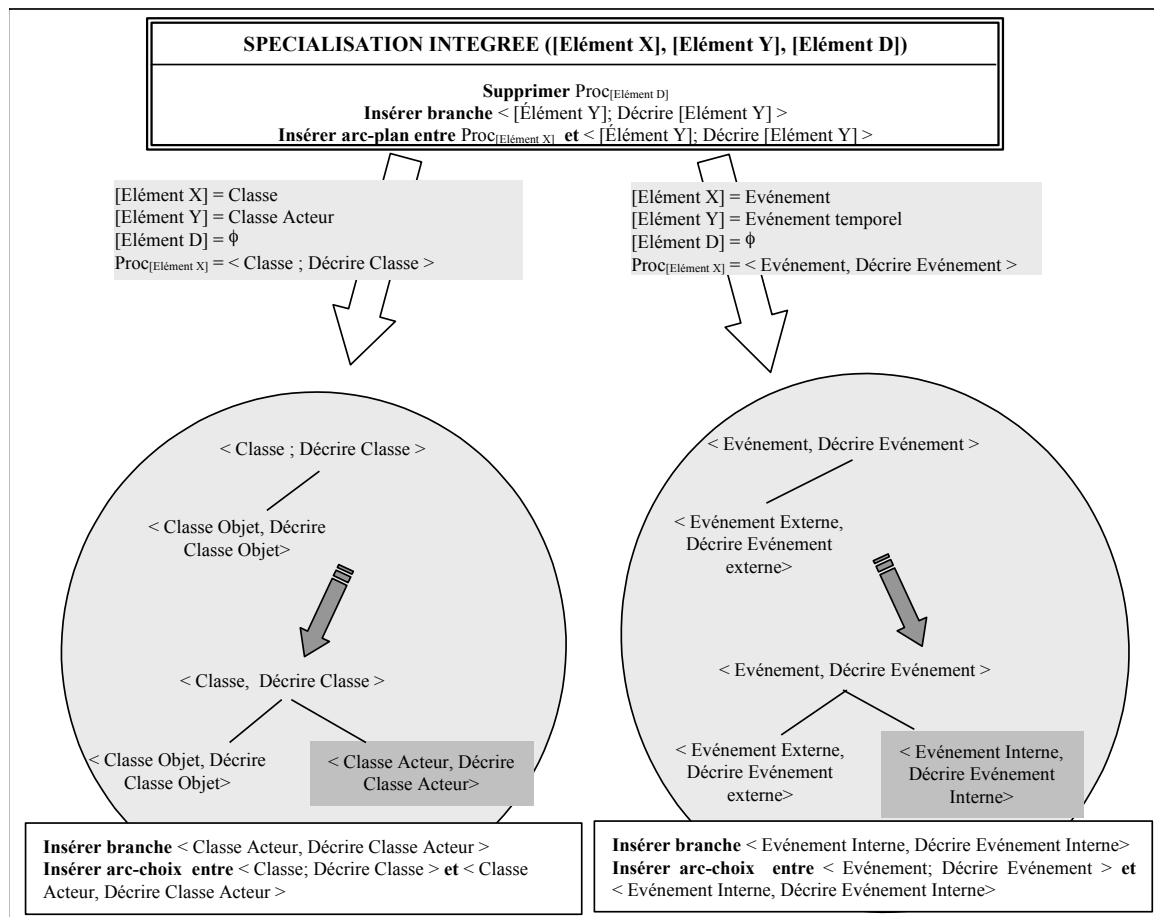 SPECIALISATION INTEGREE ([Elément X], [Elément Y], [Elément D])
Supprimer Proc[Elément D]
Insérer branche < [Élément Y]; Décrire [Elément Y] >
Insérer arc-plan entre Proc[Elément X] et < [Élément Y]; Décrire [Elément Y] >
[Elément X] = Classe
[Elément Y] = Classe Acteur
[Elément D] = ϕ
Proc[Elément X] = < Classe ; Décrire Classe >
[Elément X] = Evénement
[Elément Y] = Evénement temporel
[Elément D] = ϕ
Proc[Elément X] = < Evénement, Décrire Evénement >
< Classe ; Décrire Classe >
< Classe Objet, Décrire
Classe Objet>
< Classe, Décrire Classe >
< Classe Objet, Décrire
Classe Objet>
< Classe Acteur, Décrire
Classe Acteur>
Insérer branche < Classe Acteur, Décrire Classe Acteur >
Insérer arc-choix entre < Classe; Décrire Classe > et < Classe
Acteur, Décrire Classe Acteur >
< Evénement, Décrire Evénement >
< Evénement Externe,
Décrire Evénement
externe>
< Evénement, Décrire Evénement >
< Evénement Externe,
Décrire Evénement
externe>
< Evénement Interne,
Décrire Evénement
Interne>
Insérer branche < Evénement Interne, Décrire Evénement Interne>
Insérer arc-choix entre < Evénement; Décrire Evénement > et
< Evénement Interne, Décrire Evénement Interne>